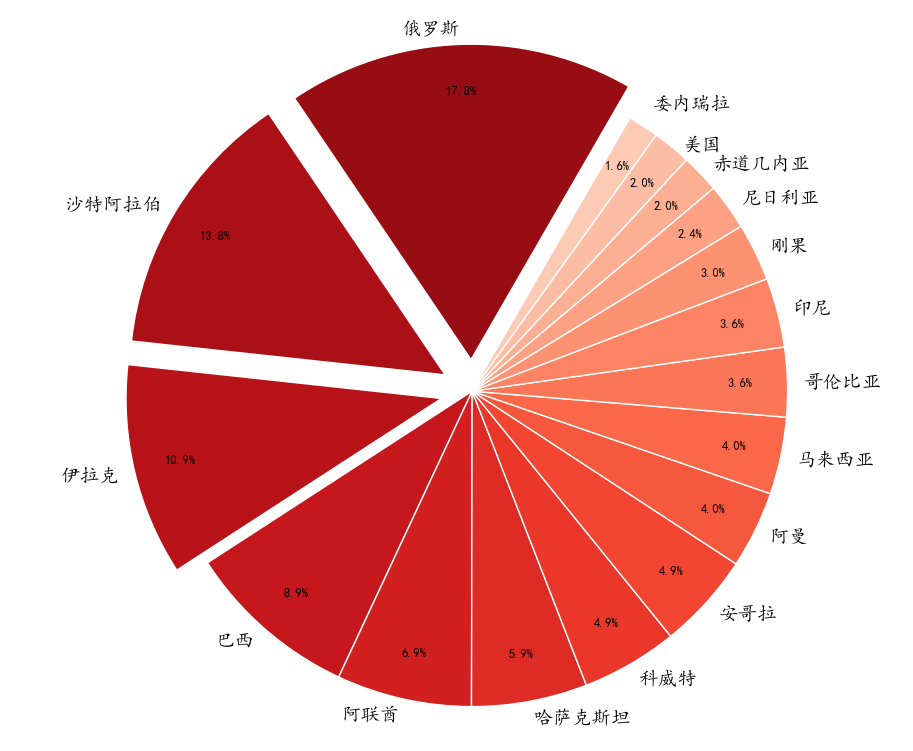 俄罗斯
17.8%
沙特阿拉伯
13.8%
伊拉克
10.9%
巴西
8.9%
阿联酋
6.9%
哈萨克斯坦
5.9%
科威特
4.9%
安哥拉
4.9%
阿曼
4.0%
马来西亚
4.0%
哥伦比亚
3.6%
印尼
3.6%
刚果
3.0%
尼日利亚
2.4%
赤道几内亚
2.0%
美国
2.0%
委内瑞拉
1.6%